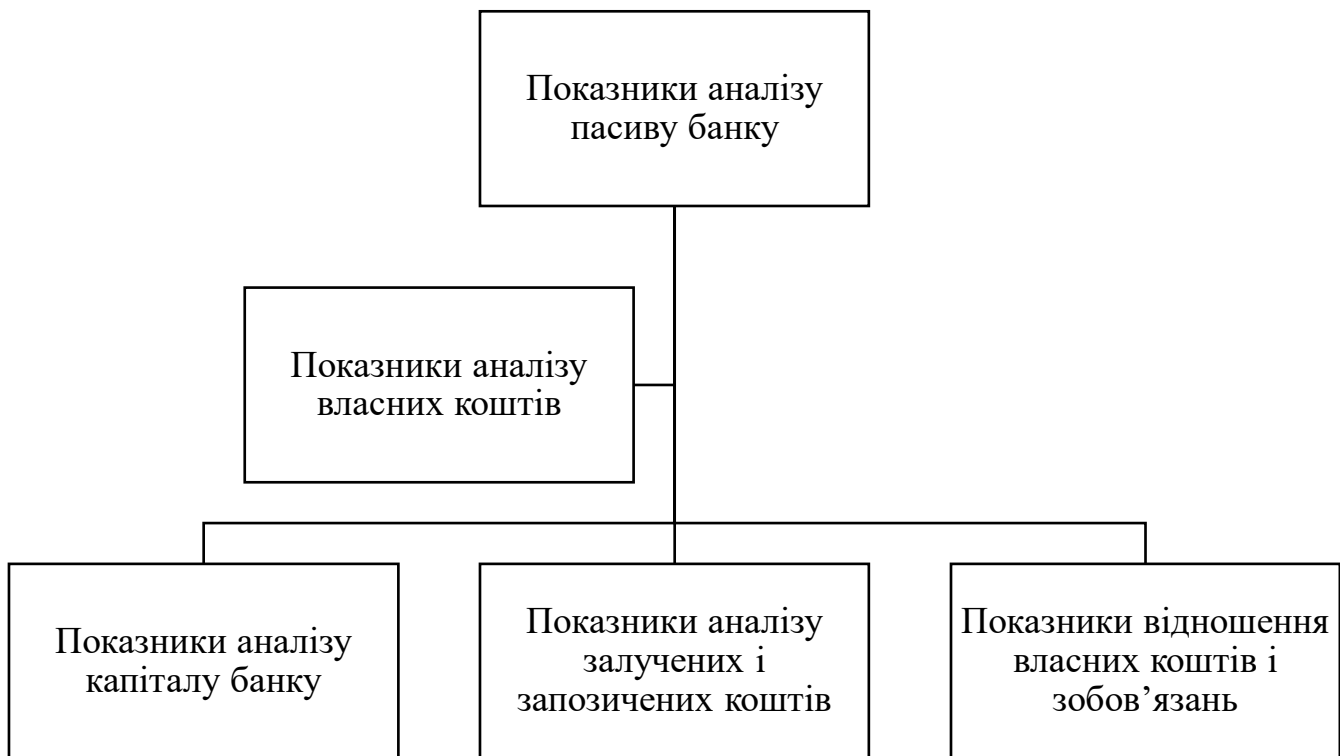 Показники аналізу
пасиву банку
Показники аналізу
власних коштів
Показники аналізу
капіталу банку
Показники аналізу
залучених і
запозичених коштів
Показники відношення
власних коштів і
зобов’язань